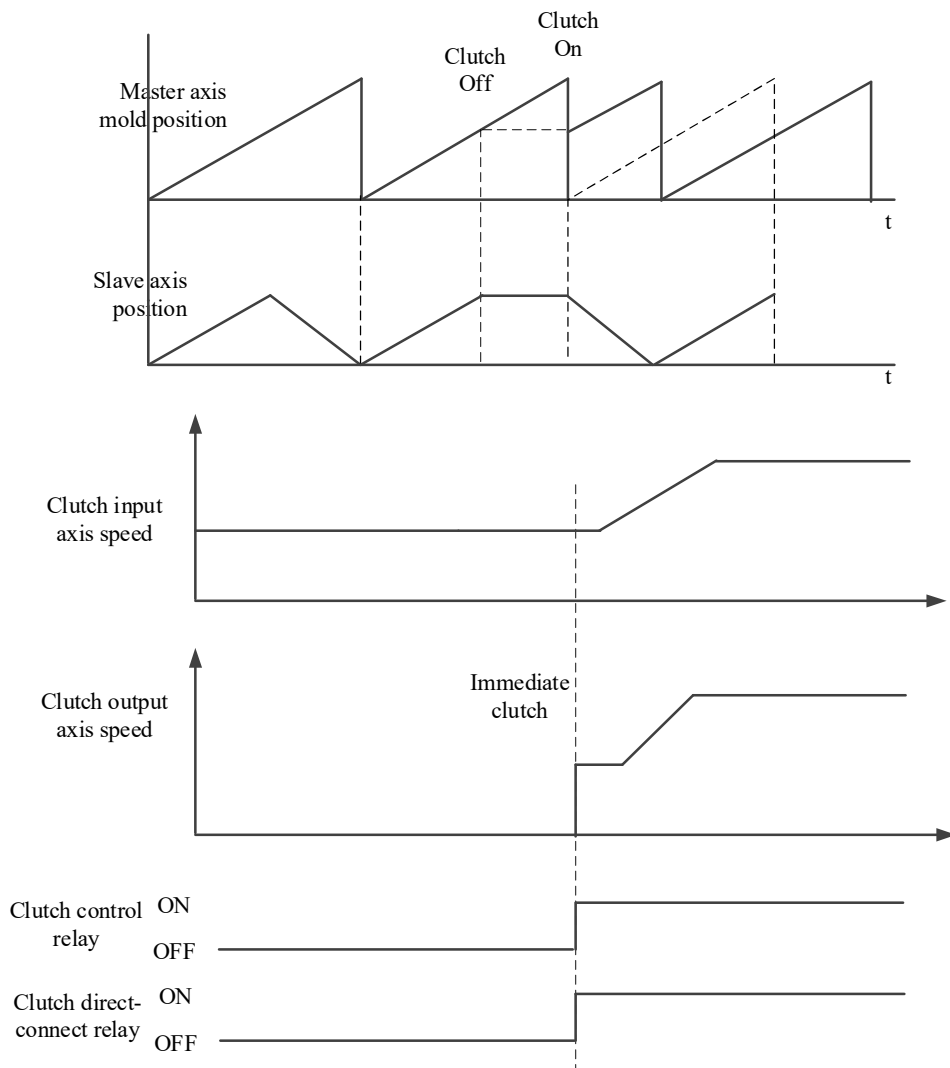 Clutch
On
Clutch
Off
Master axis
mold position
t
Slave axis
position
t
Clutch input
axis speed
Immediate
clutch
Clutch output
axis speed
Clutch control
relay
ON
OFF
Clutch direct-
connect relay
ON
OFF